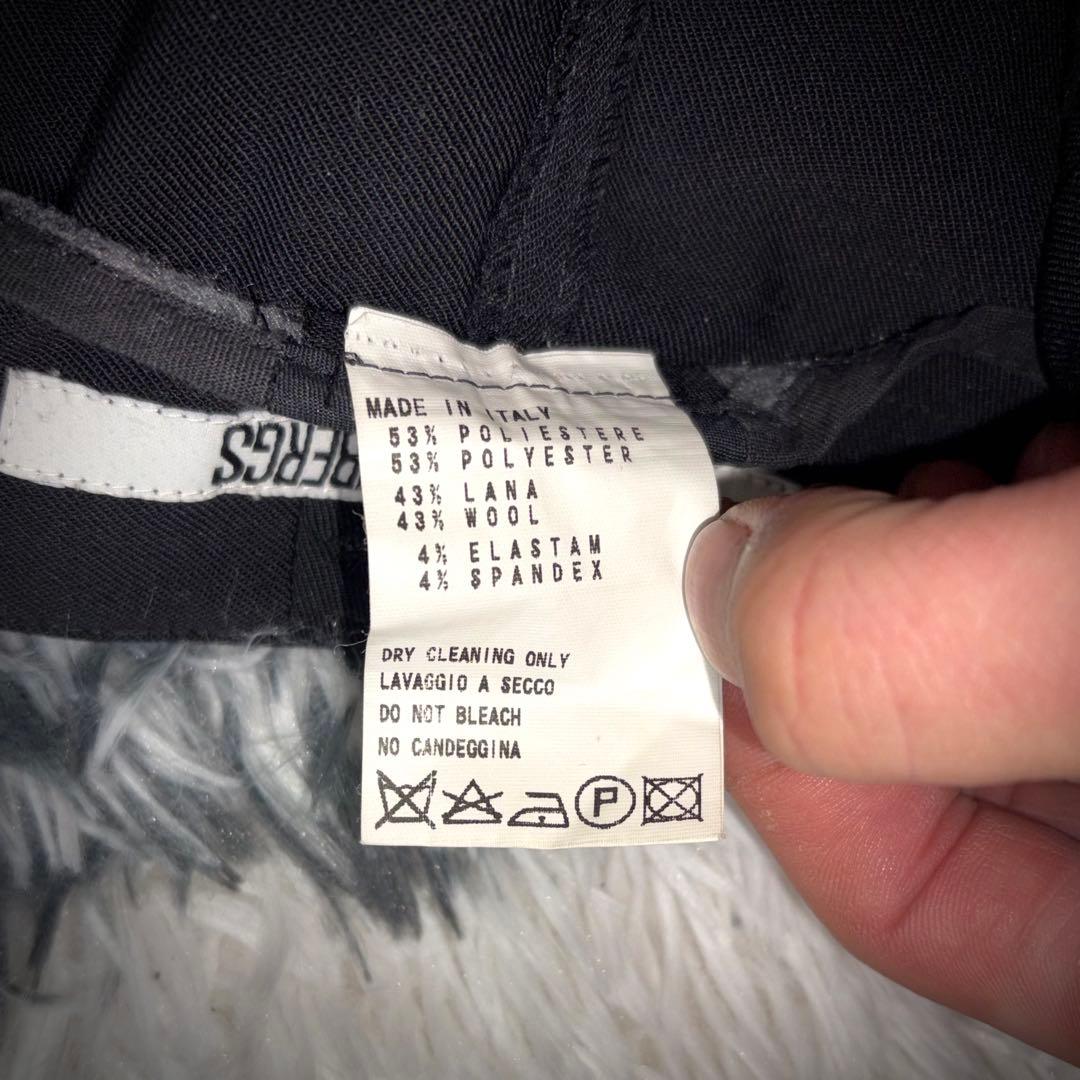 MADE IN ITALY
53% POLIESTERE
53% POLYESTER
43% LANA
43% WOOL
4% ELASTAM
4% SPANDEX
DRY CLEANING ONLY
LAVAGGIO A SECCO
DO NOT BLEACH
NO CANDEGGINA
P